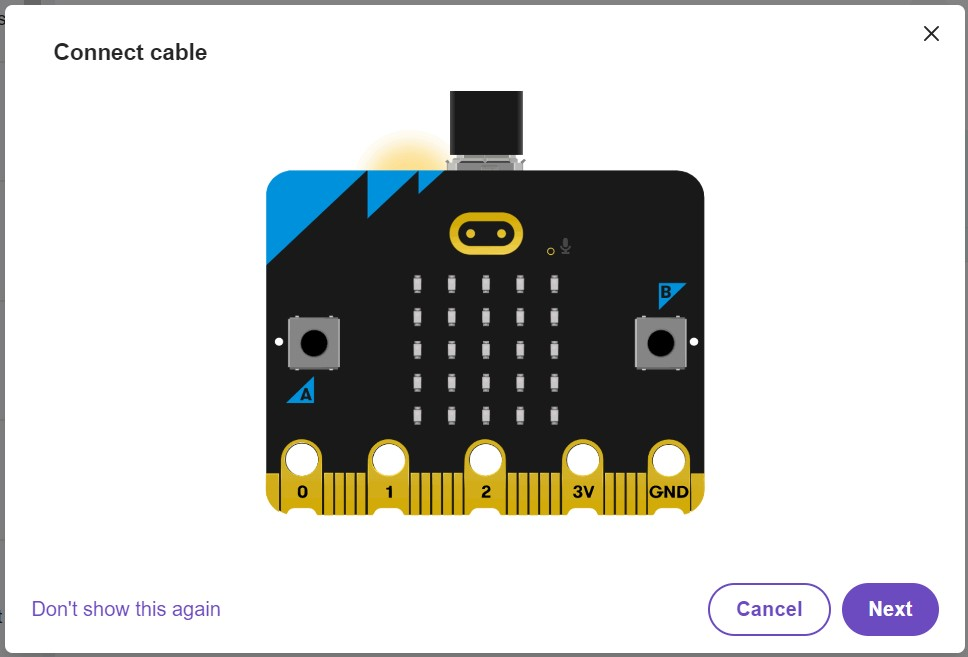 Connect cable
B
A
0 1 2 3V GND
Don't show this again
Cancel
Next